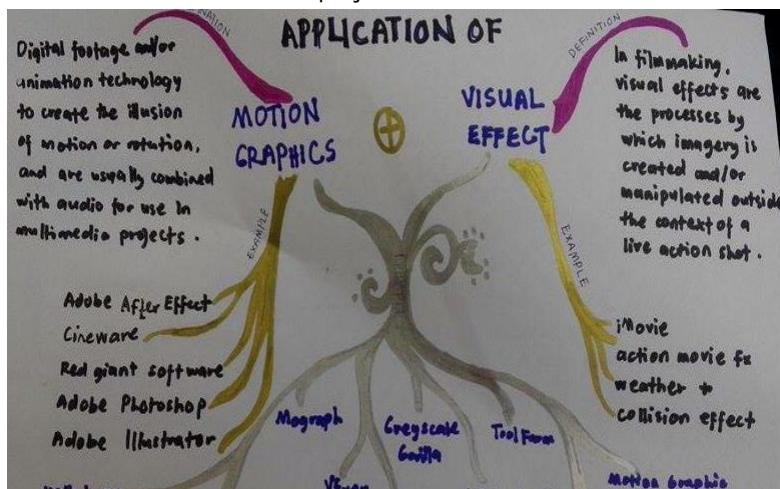 APPLICATION OF
DEFINITION
Digital footage and/or
animation technology
to create the illusion
of motion or rotation,
and are usually combined
with audio for use in
multimedia projects.
MOTION
GRAPHICS
EXAMPLE
Adobe After Effect
Cineware
Red giant software
Adobe Photoshop
Adobe Illustrator
VISUAL
EFFECT
DEFINITION
In filmmaking,
visual effects are
the processes by
which imagery is
created and/or
manipulated outside
the context of a
live action shot.
EXAMPLE
iMovie
action movie fx
weather +
collision effect
Mograph
Greyscale
Gorilla
Tool Farm
Motion Graphic